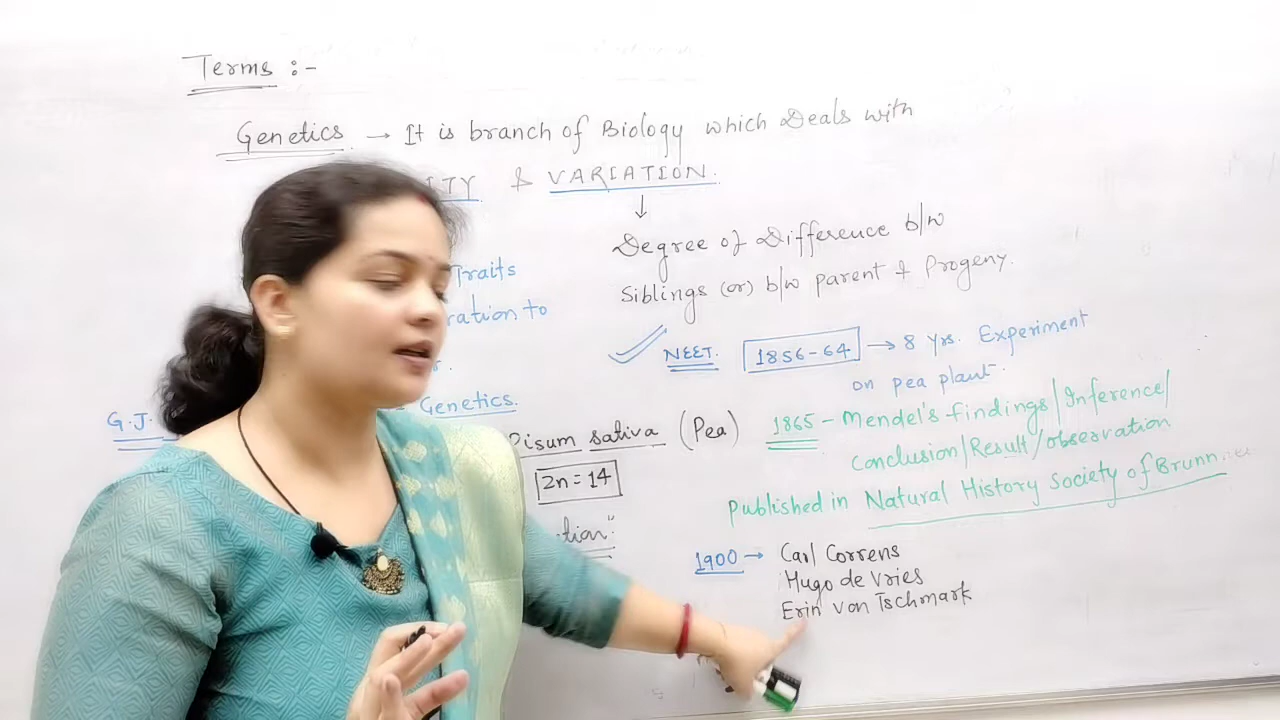 Terms :-
Genetics → It is branch of Biology which Deals with
ITY & VARIATION.
↓
Degree of Difference b/w
Siblings (or) b/w parent & Progeny.
Traits
ration to
r.
NEET. 1856-64 → 8 yrs. Experiment
on pea plant.
G.J. Genetics.
Pisum sativa (Pea)
2n = 14
tion"
1865 - Mendel's findings/Inference/
Conclusion/Result/observation
Published in Natural History Society of Brunn.
1900 → Carl Correns
Hugo de Vries
Erin von Tschmark